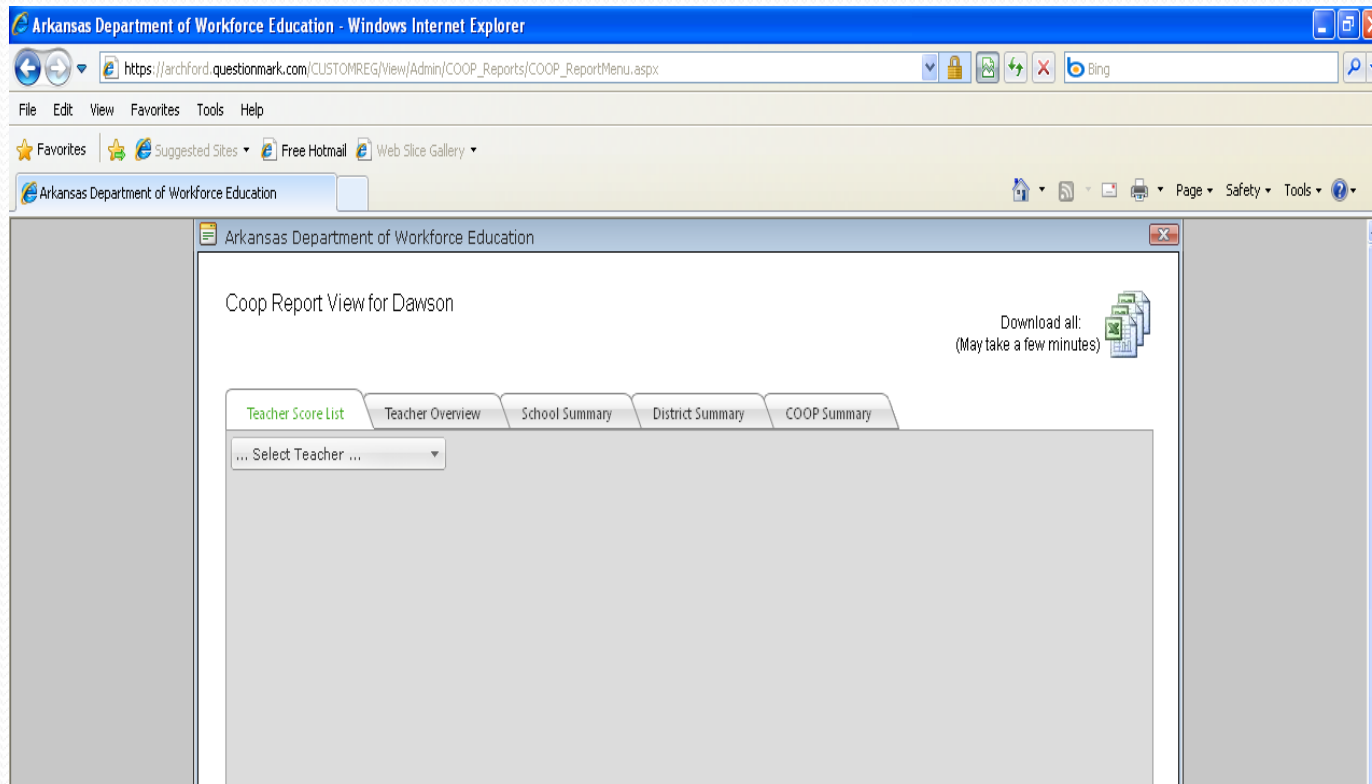 Arkansas Department of Workforce Education - Windows Internet Explorer
https://archford.questionmark.com/CUSTOMREG/View/Admin/COOP_Reports/COOP_ReportMenu.aspx
Bing
File Edit View Favorites Tools Help
Favorites Suggested Sites Free Hotmail Web Slice Gallery
Arkansas Department of Workforce Education
Page Safety Tools
Arkansas Department of Workforce Education
Coop Report View for Dawson
Download all:
(May take a few minutes)
Teacher Score List Teacher Overview School Summary District Summary COOP Summary
... Select Teacher ...